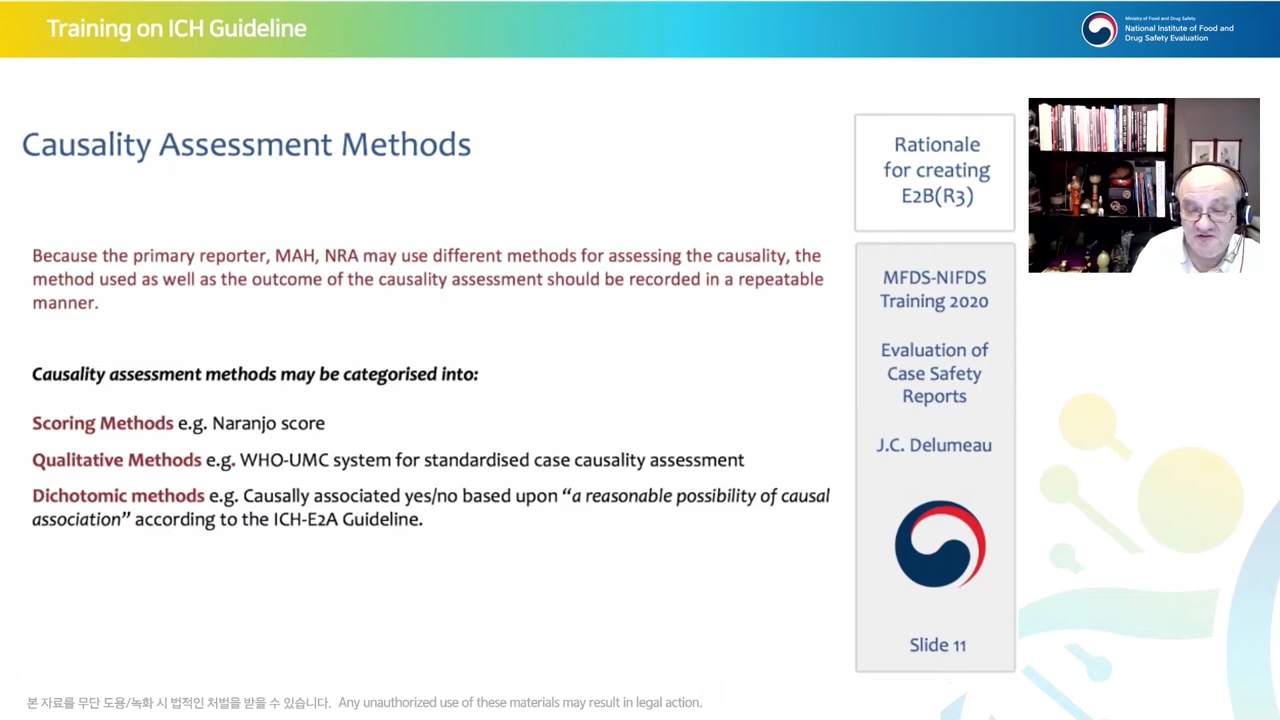 Training on ICH Guideline
Ministry of Food and Drug Safety
National Institute of Food and
Drug Safety Evaluation
Causality Assessment Methods
Because the primary reporter, MAH, NRA may use different methods for assessing the causality, the
method used as well as the outcome of the causality assessment should be recorded in a repeatable
manner.
Causality assessment methods may be categorised into:
Scoring Methods e.g. Naranjo score
Qualitative Methods e.g. WHO-UMC system for standardised case causality assessment
Dichotomic methods e.g. Causally associated yes/no based upon “a reasonable possibility of causal
association” according to the ICH-E2A Guideline.
Rationale
for creating
E2B(R3)
MFDS-NIFDS
Training 2020
Evaluation of
Case Safety
Reports
J.C. Delumeau
Slide 11
본 자료를 무단 도용/녹화 시 법적인 처벌을 받을 수 있습니다. Any unauthorized use of these materials may result in legal action.